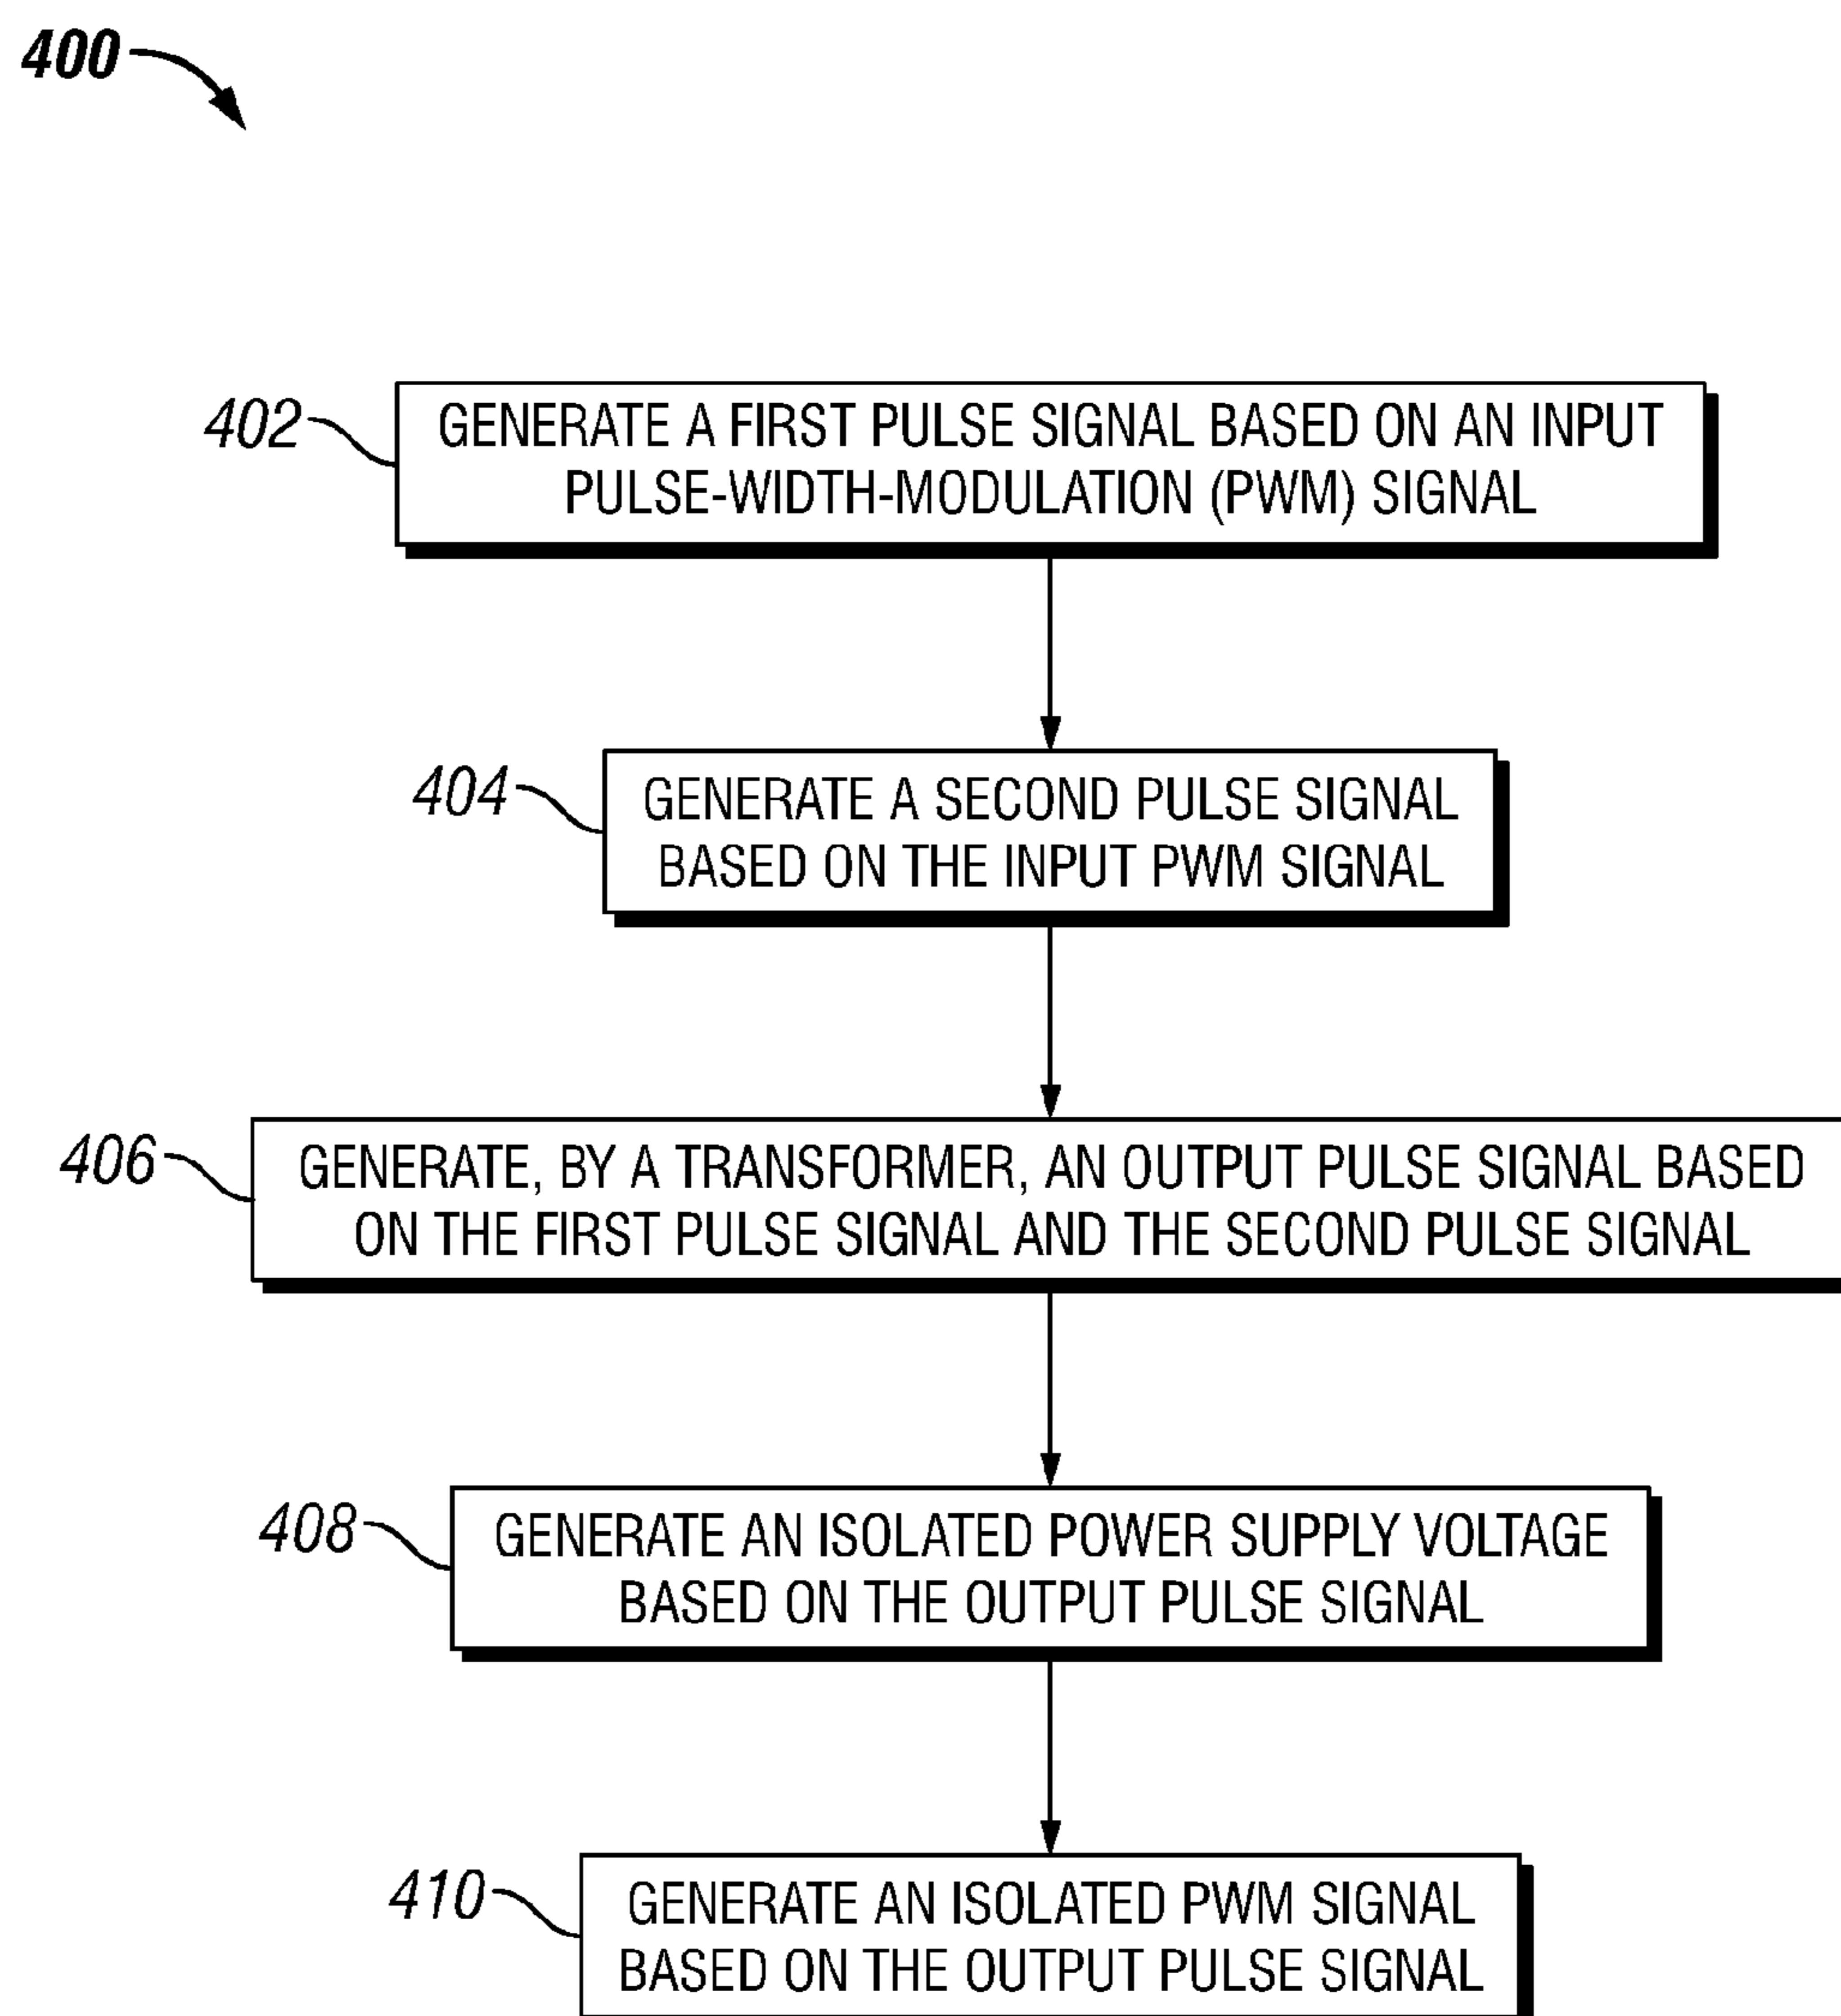 400
402
GENERATE A FIRST PULSE SIGNAL BASED ON AN INPUT
PULSE-WIDTH-MODULATION (PWM) SIGNAL
404
GENERATE A SECOND PULSE SIGNAL
BASED ON THE INPUT PWM SIGNAL
406
GENERATE, BY A TRANSFORMER, AN OUTPUT PULSE SIGNAL BASED
ON THE FIRST PULSE SIGNAL AND THE SECOND PULSE SIGNAL
408
GENERATE AN ISOLATED POWER SUPPLY VOLTAGE
BASED ON THE OUTPUT PULSE SIGNAL
410
GENERATE AN ISOLATED PWM SIGNAL
BASED ON THE OUTPUT PULSE SIGNAL